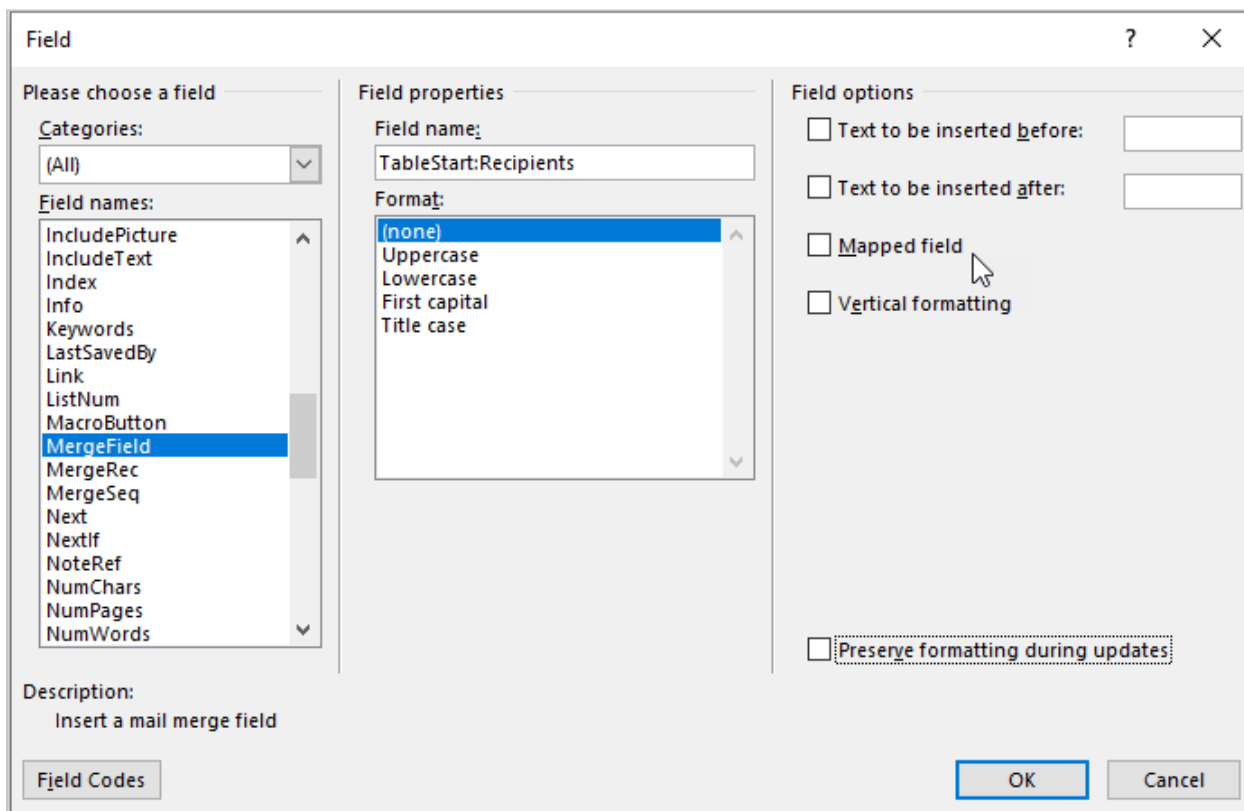 Field
?
Please choose a field
Categories:
(All)
Field names:
IncludePicture
IncludeText
Index
Info
Keywords
LastSavedBy
Link
ListNum
MacroButton
MergeField
MergeRec
MergeSeq
Next
NextIf
NoteRef
NumChars
NumPages
NumWords
Field properties
Field name:
TableStart:Recipients
Format:
(none)
Uppercase
Lowercase
First capital
Title case
Field options
Text to be inserted before:
Text to be inserted after:
Mapped field
Vertical formatting
Preserve formatting during updates
Description:
Insert a mail merge field
Field Codes
OK
Cancel